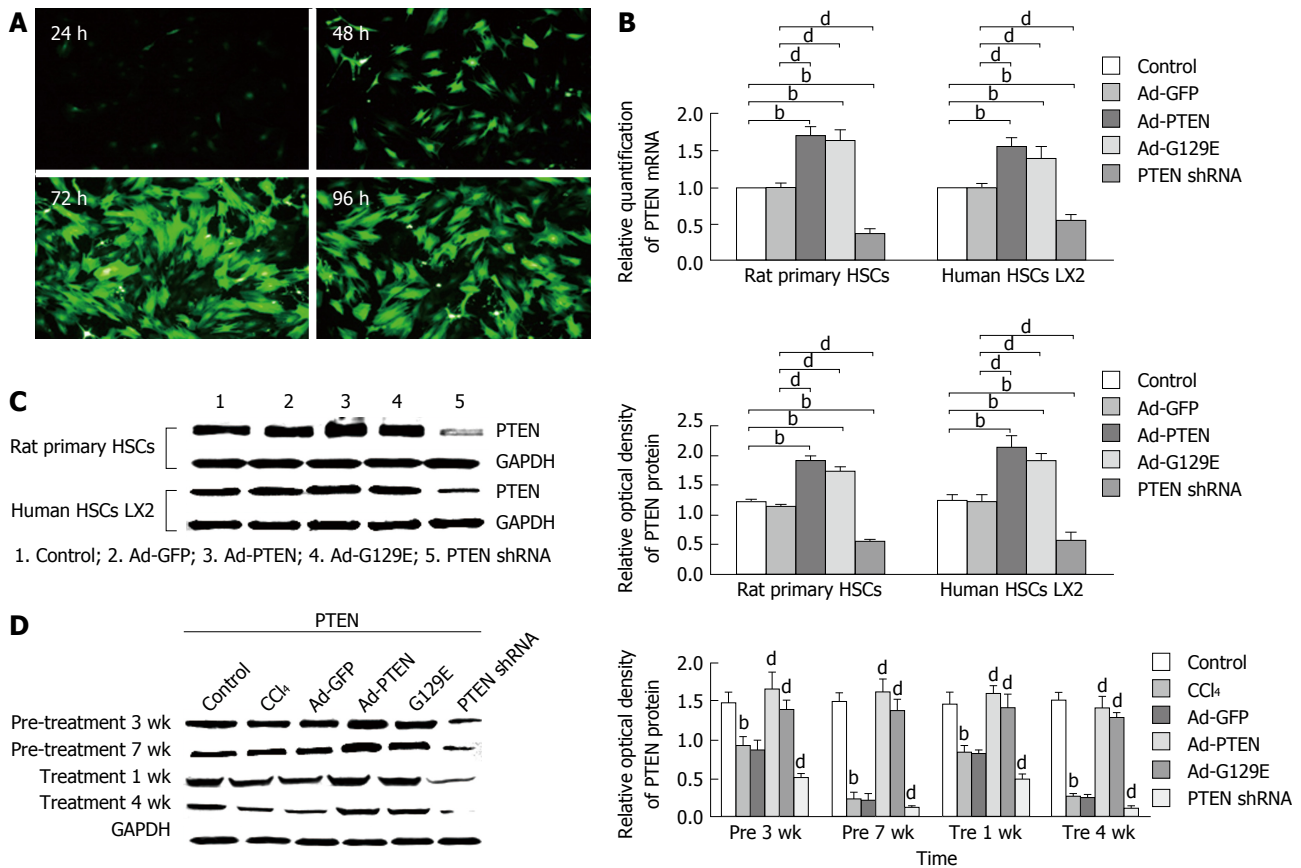 A
24 h
48 h
72 h
96 h
B
d
d
d
b
b
b
d
d
d
b
b
b
Relative quantification
of PTEN mRNA
2.0
1.5
1.0
0.5
0.0
Rat primary HSCs
Human HSCs LX2
Control
Ad-GFP
Ad-PTEN
Ad-G129E
PTEN shRNA
C
1 2 3 4 5
Rat primary HSCs
PTEN
GAPDH
Human HSCs LX2
PTEN
GAPDH
1. Control; 2. Ad-GFP; 3. Ad-PTEN; 4. Ad-G129E; 5. PTEN shRNA
d
d
d
b
b
b
d
d
d
b
b
b
Relative optical density
of PTEN protein
2.5
2.0
1.5
1.0
0.5
0.0
Rat primary HSCs
Human HSCs LX2
Control
Ad-GFP
Ad-PTEN
Ad-G129E
PTEN shRNA
D
PTEN
Control
CCl₄
Ad-GFP
Ad-PTEN
G129E
PTEN shRNA
Pre-treatment 3 wk
Pre-treatment 7 wk
Treatment 1 wk
Treatment 4 wk
GAPDH
Relative optical density
of PTEN protein
2.0
1.5
1.0
0.5
0.0
b d d d
b d d d
b d d d
b d d d
Pre 3 wk
Pre 7 wk
Tre 1 wk
Tre 4 wk
Time
Control
CCl₄
Ad-GFP
Ad-PTEN
Ad-G129E
PTEN shRNA